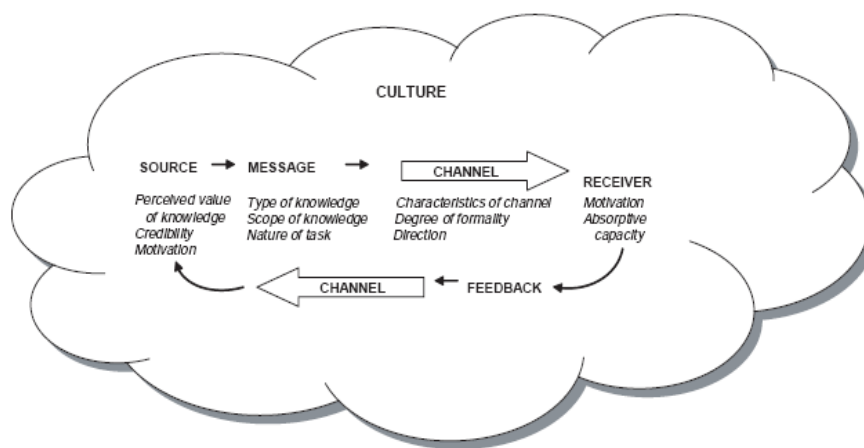 CULTURE
SOURCE
MESSAGE
CHANNEL
RECEIVER
Perceived value
of knowledge
Credibility
Motivation
Type of knowledge
Scope of knowledge
Nature of task
Characteristics of channel
Degree of formality
Direction
Motivation
Absorptive
capacity
CHANNEL
FEEDBACK